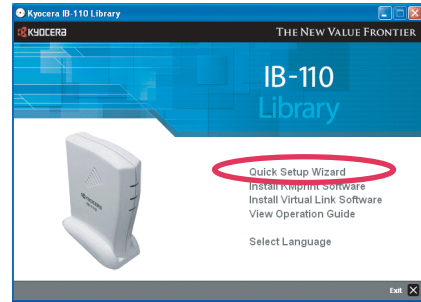 Kyocera IB-110 Library
KYOCERA THE NEW VALUE FRONTIER
IB-110
Library
Quick Setup Wizard
Install KMprint Software
Install Virtual Link Software
View Operation Guide
Select Language
Exit